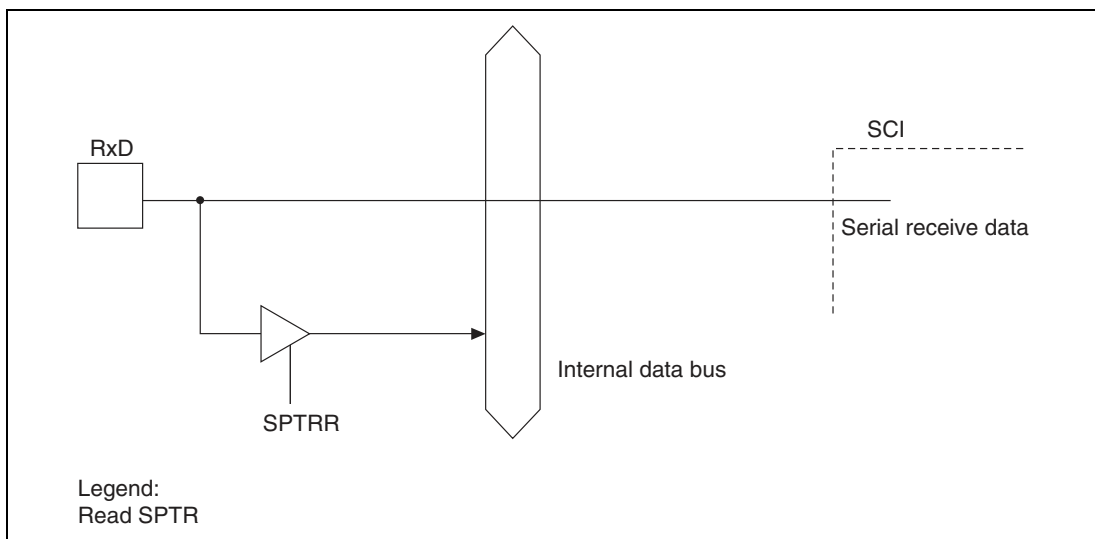 SCI
RxD
Serial receive data
Internal data bus
SPTRR
Legend:
Read SPTR